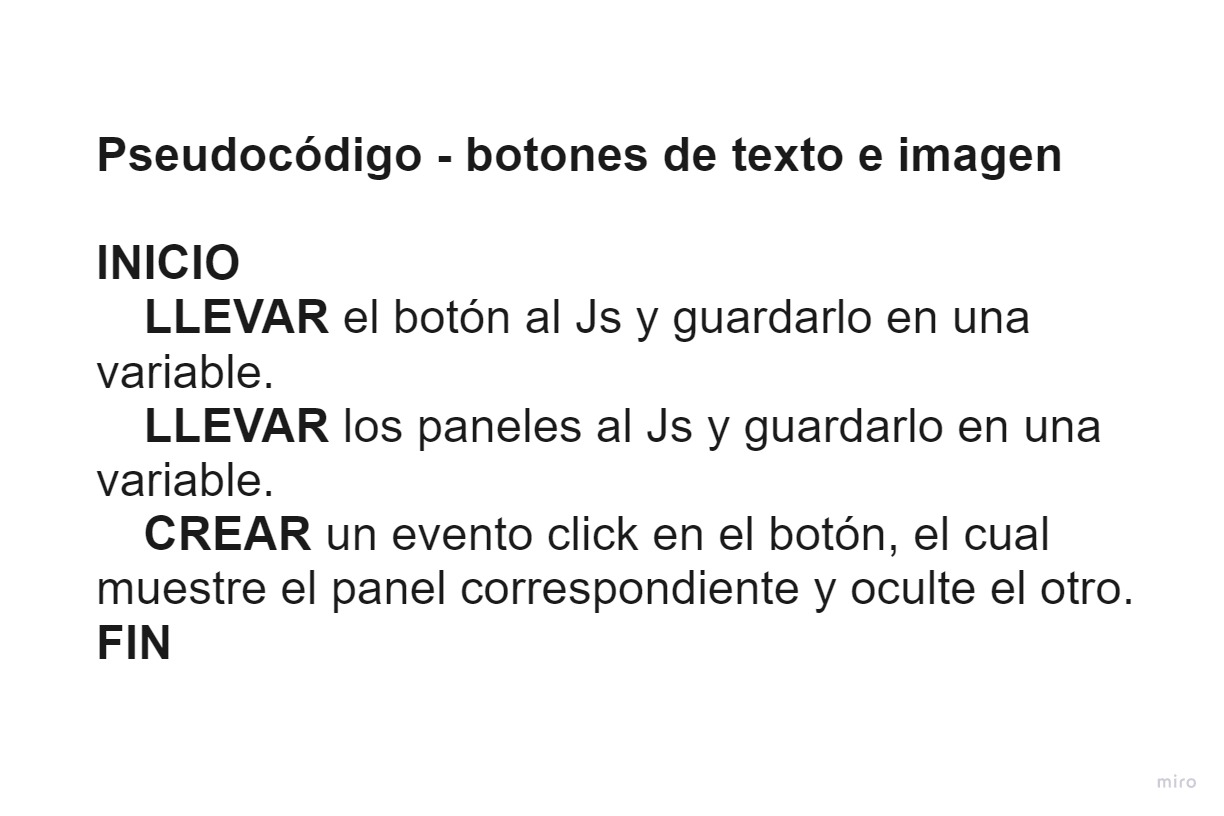 Pseudocódigo - botones de texto e imagen
INICIO
LLEVAR el botón al Js y guardarlo en una
variable.
LLEVAR los paneles al Js y guardarlo en una
variable.
CREAR un evento click en el botón, el cual
muestre el panel correspondiente y oculte el otro.
FIN
miro